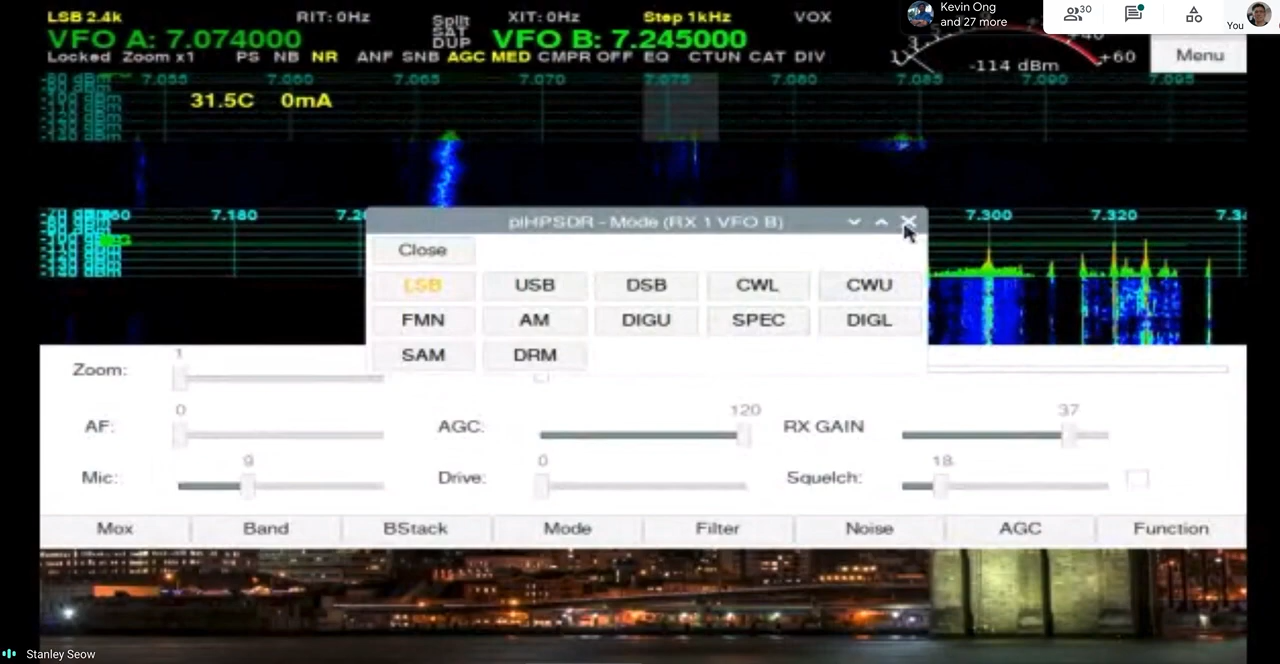 LSB 2.4k RIT: 0Hz Split XIT: 0Hz Step 1kHz VOX
SAT
DUP
VFO A: 7.074000 VFO B: 7.245000
Locked Zoom x1 PS NB NR ANF SNB AGC MED CMPR OFF EQ CTUN CAT DIV
Kevin Ong
and 27 more
30
You
3
+40
+60
-114 dBm
Menu
-80 dBm 7.055 7.060 7.065 7.070 7.075 7.080 7.085 7.090 7.095
31.5C 0mA
7.180 7.300 7.320
piHPSDR - Mode (RX 1 VFO B)
Close
LSB USB DSB CWL CWU
FMN AM DIGU SPEC DIGL
SAM DRM
Zoom: 1
AF: 0 AGC: 120 RX GAIN 37
Mic: 9 Drive: 0 Squelch: 18
Mox Band BStack Mode Filter Noise AGC Function
Stanley Seow